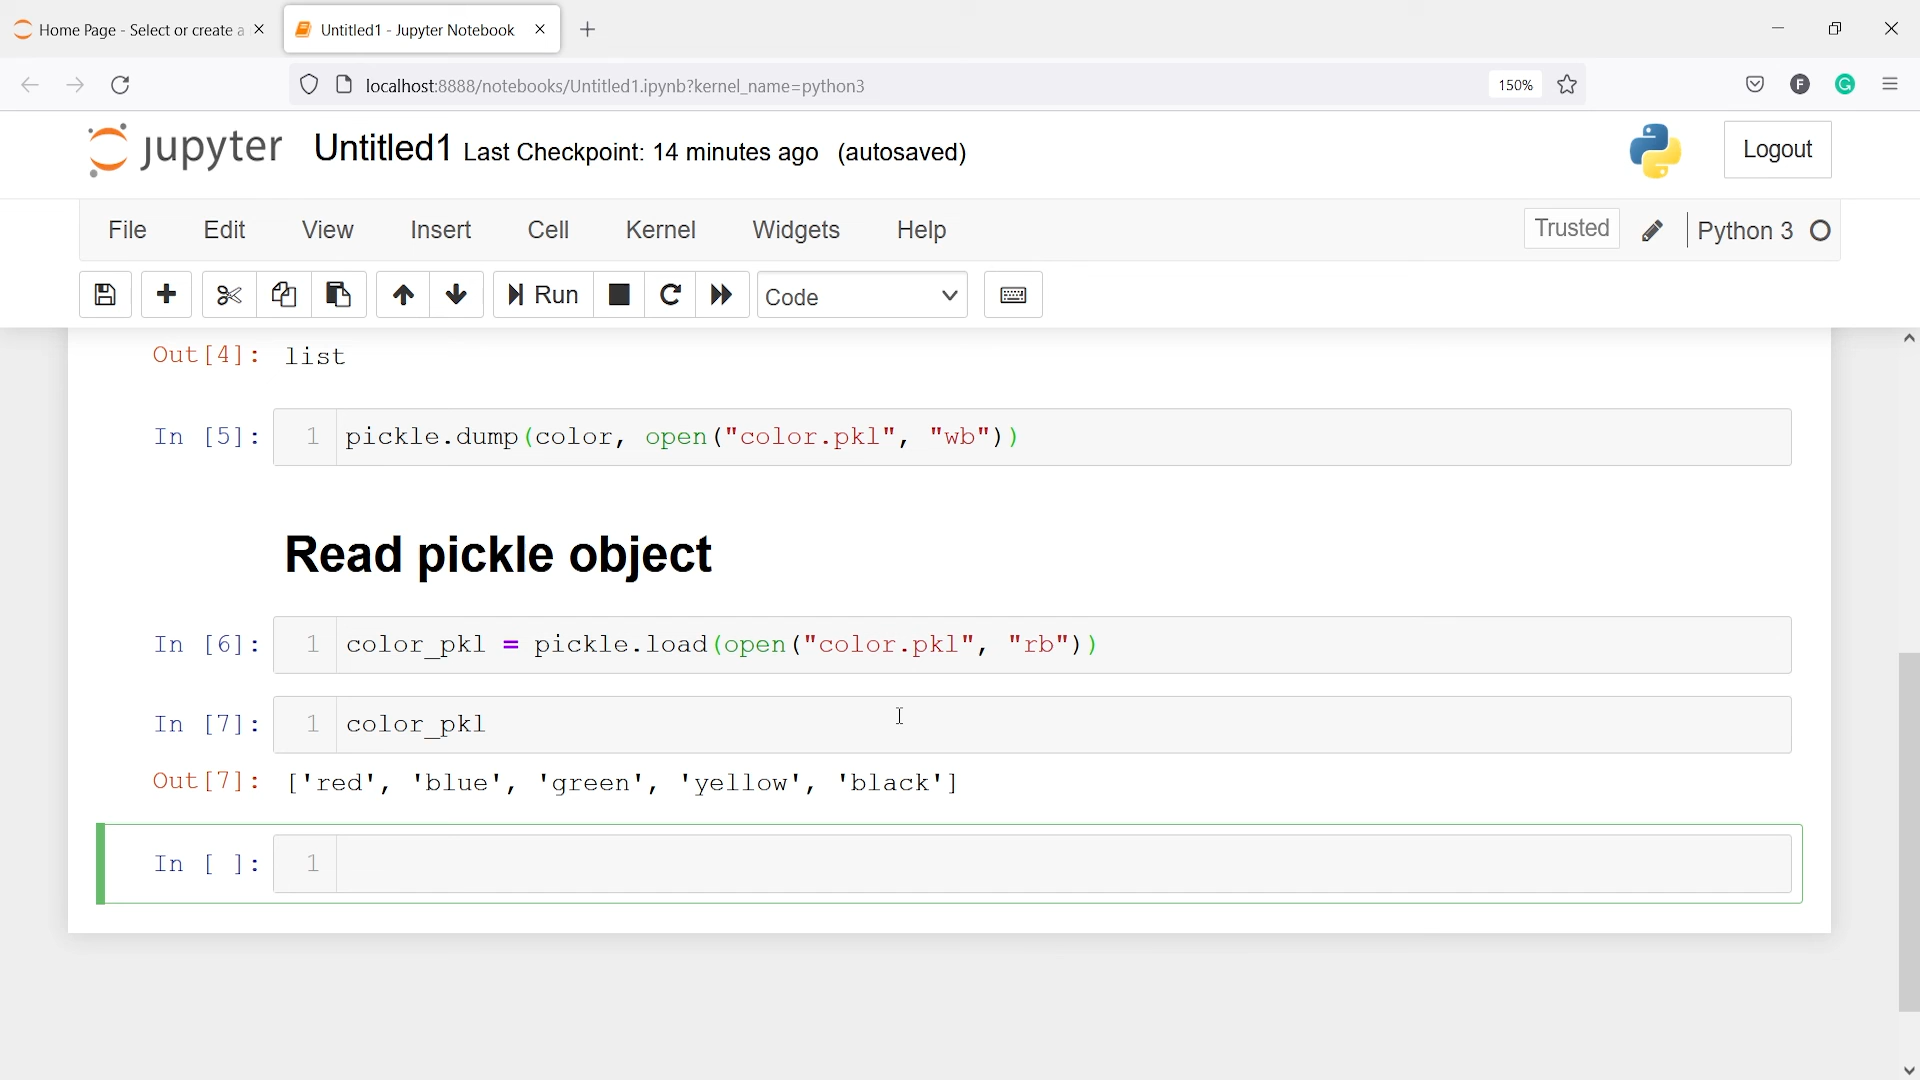 Home Page - Select or create a
Untitled1 - Jupyter Notebook
localhost:8888/notebooks/Untitled1.ipynb?kernel_name=python3
150%
F
G
jupyter Untitled1 Last Checkpoint: 14 minutes ago (autosaved)
Logout
File Edit View Insert Cell Kernel Widgets Help
Trusted
Python 3
Run
Code
Out[4]: list
In [5]: 1 pickle.dump(color, open("color.pkl", "wb"))
Read pickle object
In [6]: 1 color_pkl = pickle.load(open("color.pkl", "rb"))
In [7]: 1 color_pkl
Out[7]: ['red', 'blue', 'green', 'yellow', 'black']
In [ ]: 1